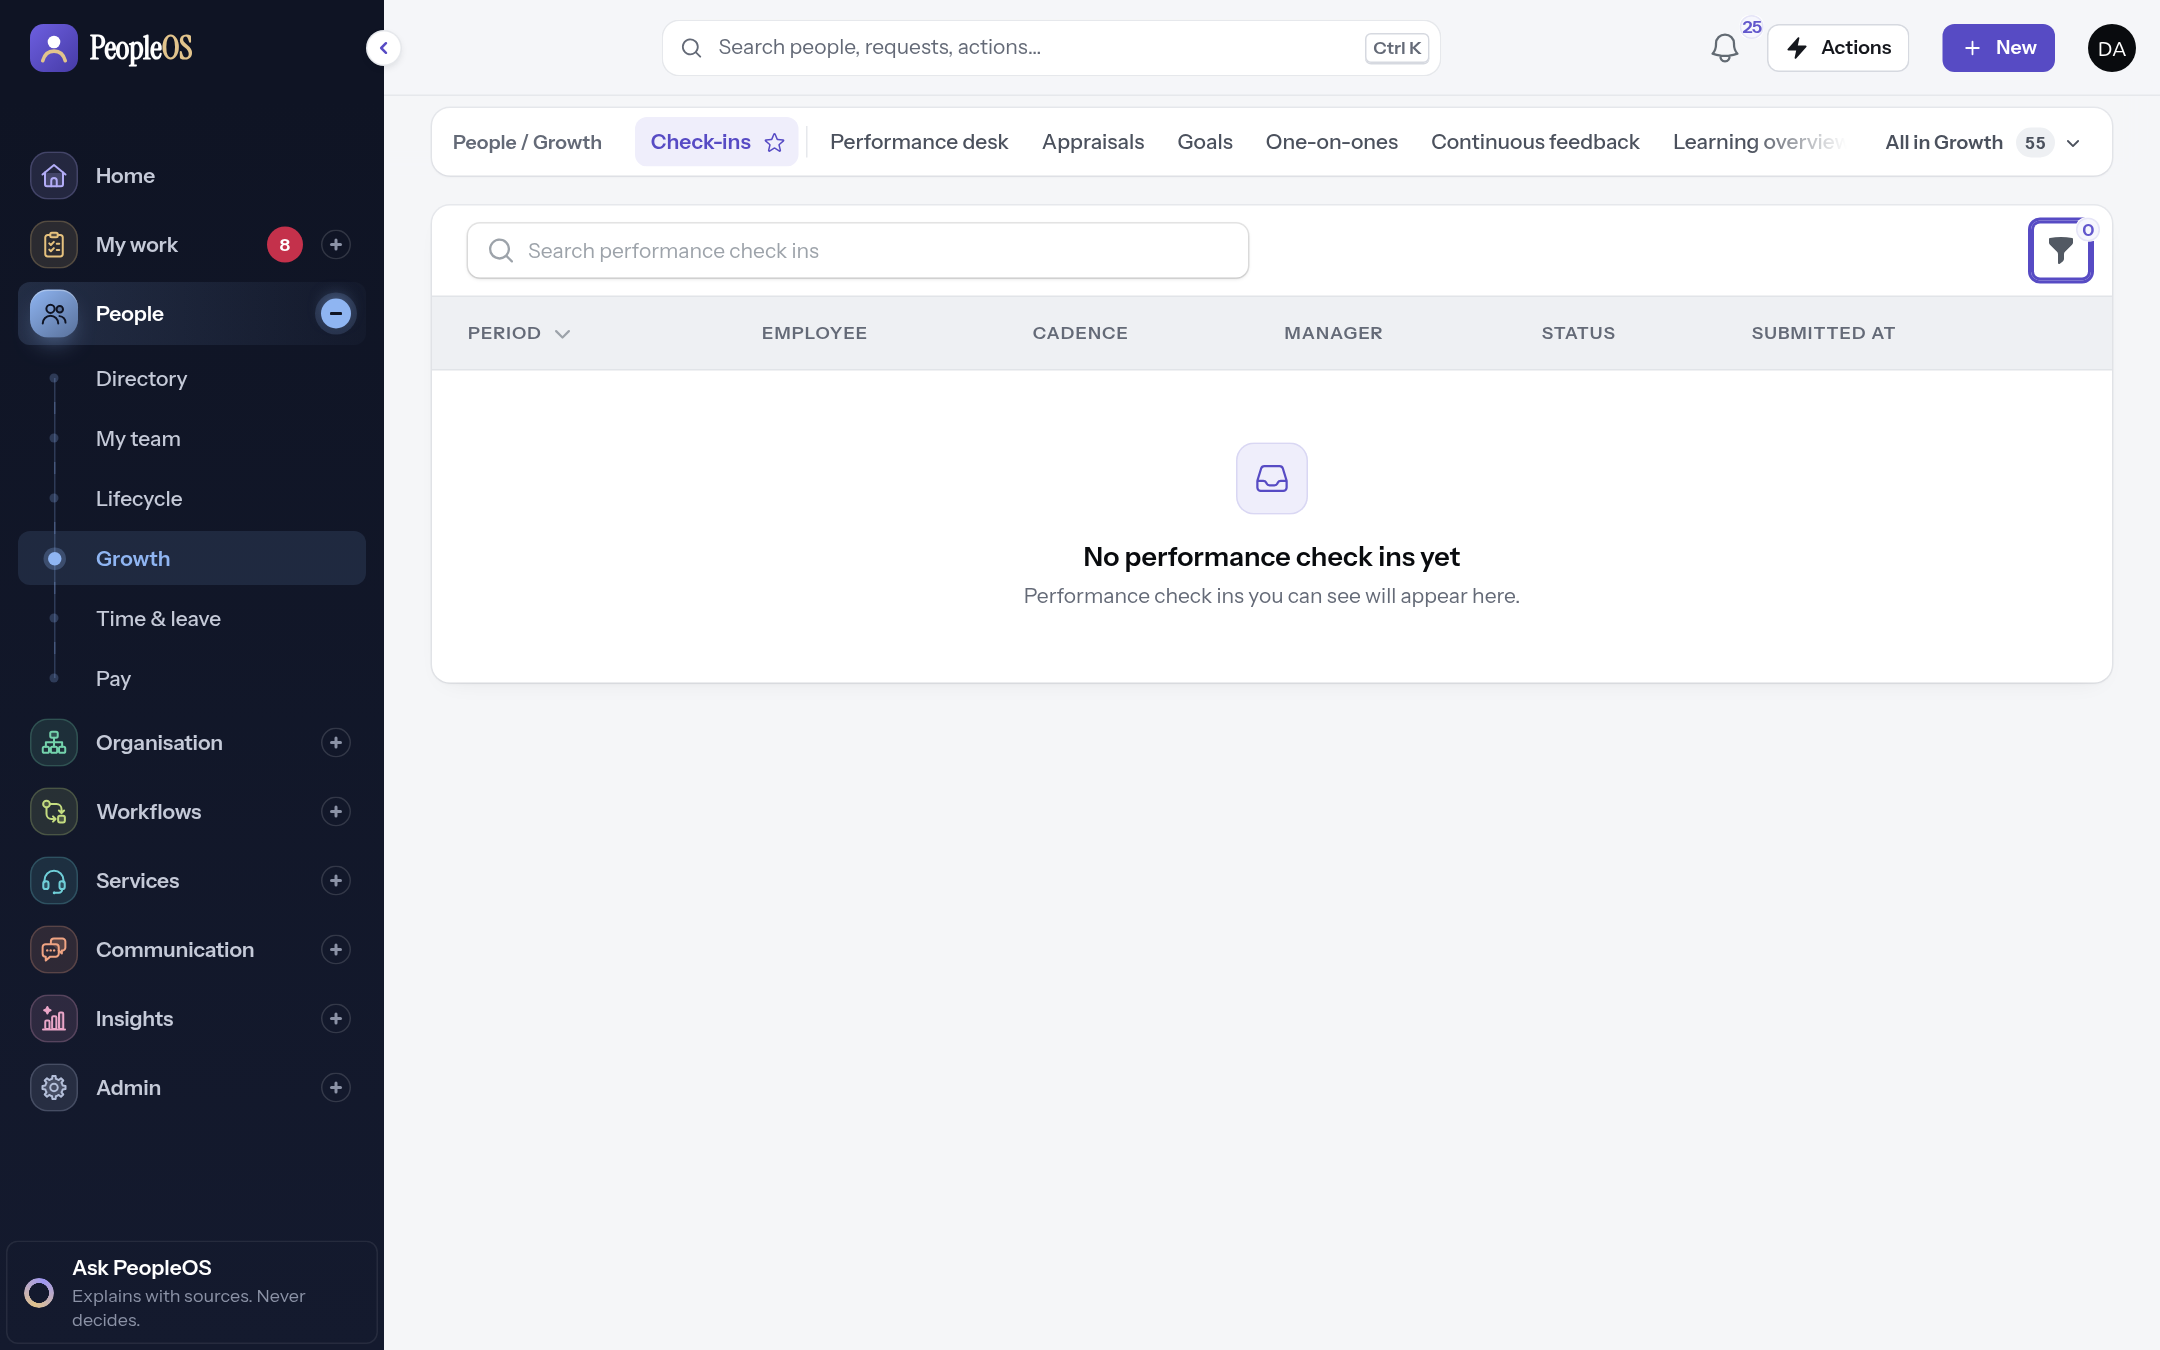 PeopleOS
Search people, requests, actions...
Ctrl K
25
Actions
New
DA
Home
My work
8
People
Directory
My team
Lifecycle
Growth
Time & leave
Pay
Organisation
Workflows
Services
Communication
Insights
Admin
Ask PeopleOS
Explains with sources. Never
decides.
People / Growth
Check-ins
Performance desk
Appraisals
Goals
One-on-ones
Continuous feedback
Learning overview
All in Growth
55
Search performance check ins
0
PERIOD
EMPLOYEE
CADENCE
MANAGER
STATUS
SUBMITTED AT
No performance check ins yet
Performance check ins you can see will appear here.